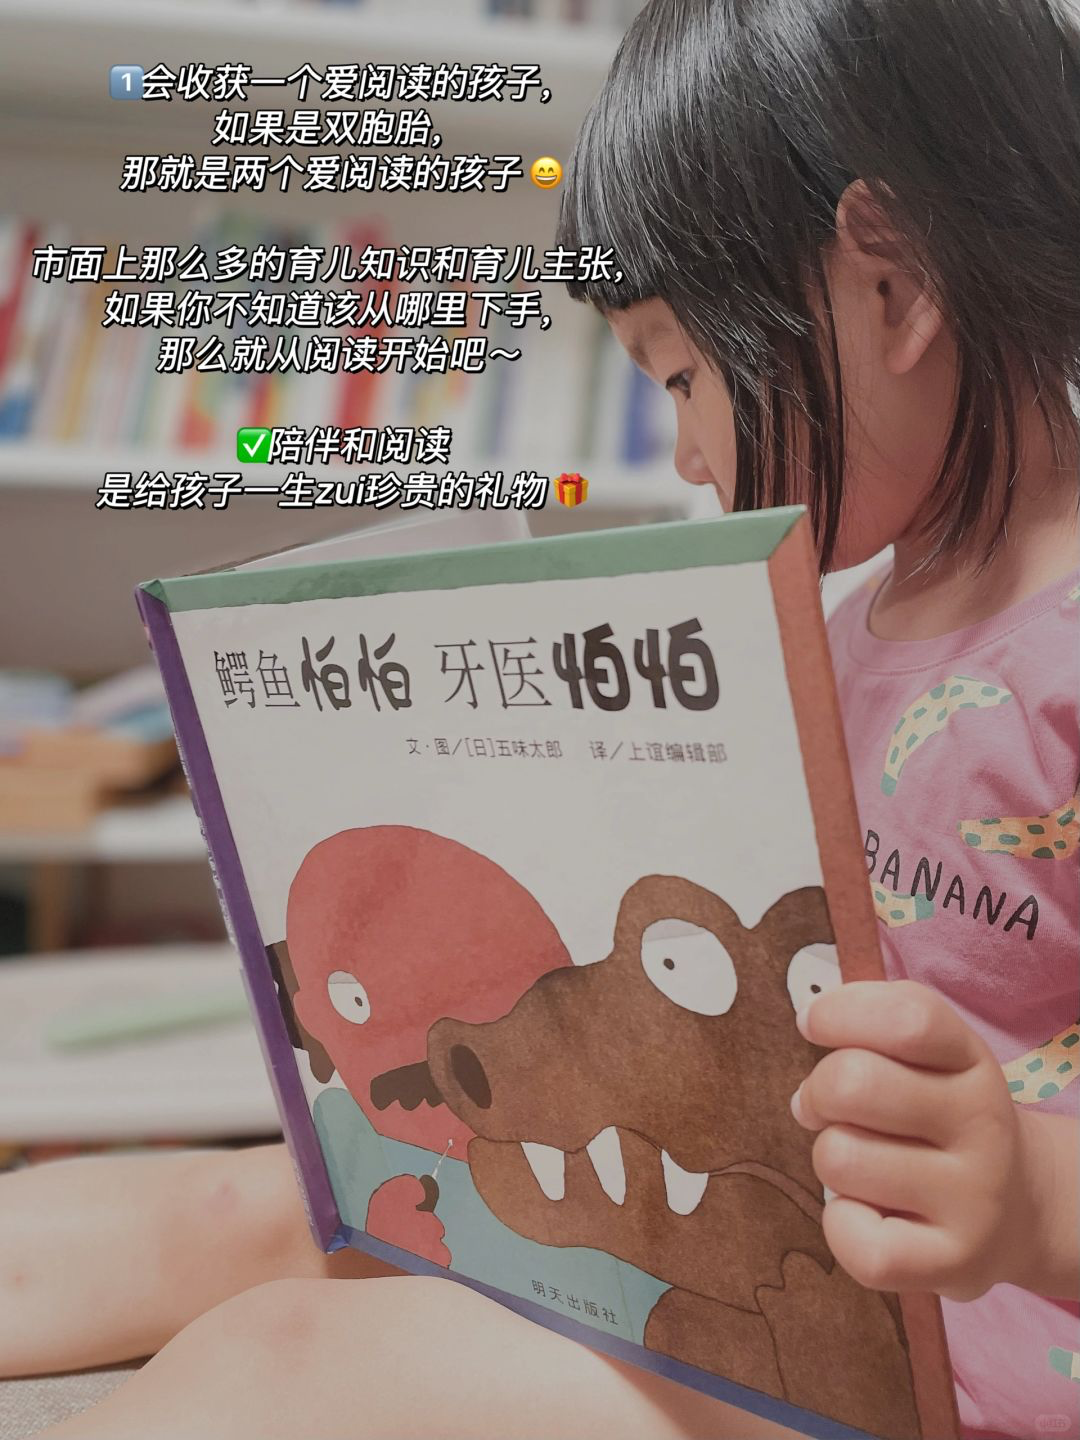 1️⃣会收获一个爱阅读的孩子，
如果是双胞胎，
那就是两个爱阅读的孩子😄
市面上那么多的育儿知识和育儿主张，
如果你不知道该从哪里下手，
那么就从阅读开始吧～
✅陪伴和阅读
是给孩子一生zui珍贵的礼物🎁
鳄鱼怕怕 牙医怕怕
文·图／[日]五味太郎 译／上谊编辑部
BANANA
明天出版社
小红书